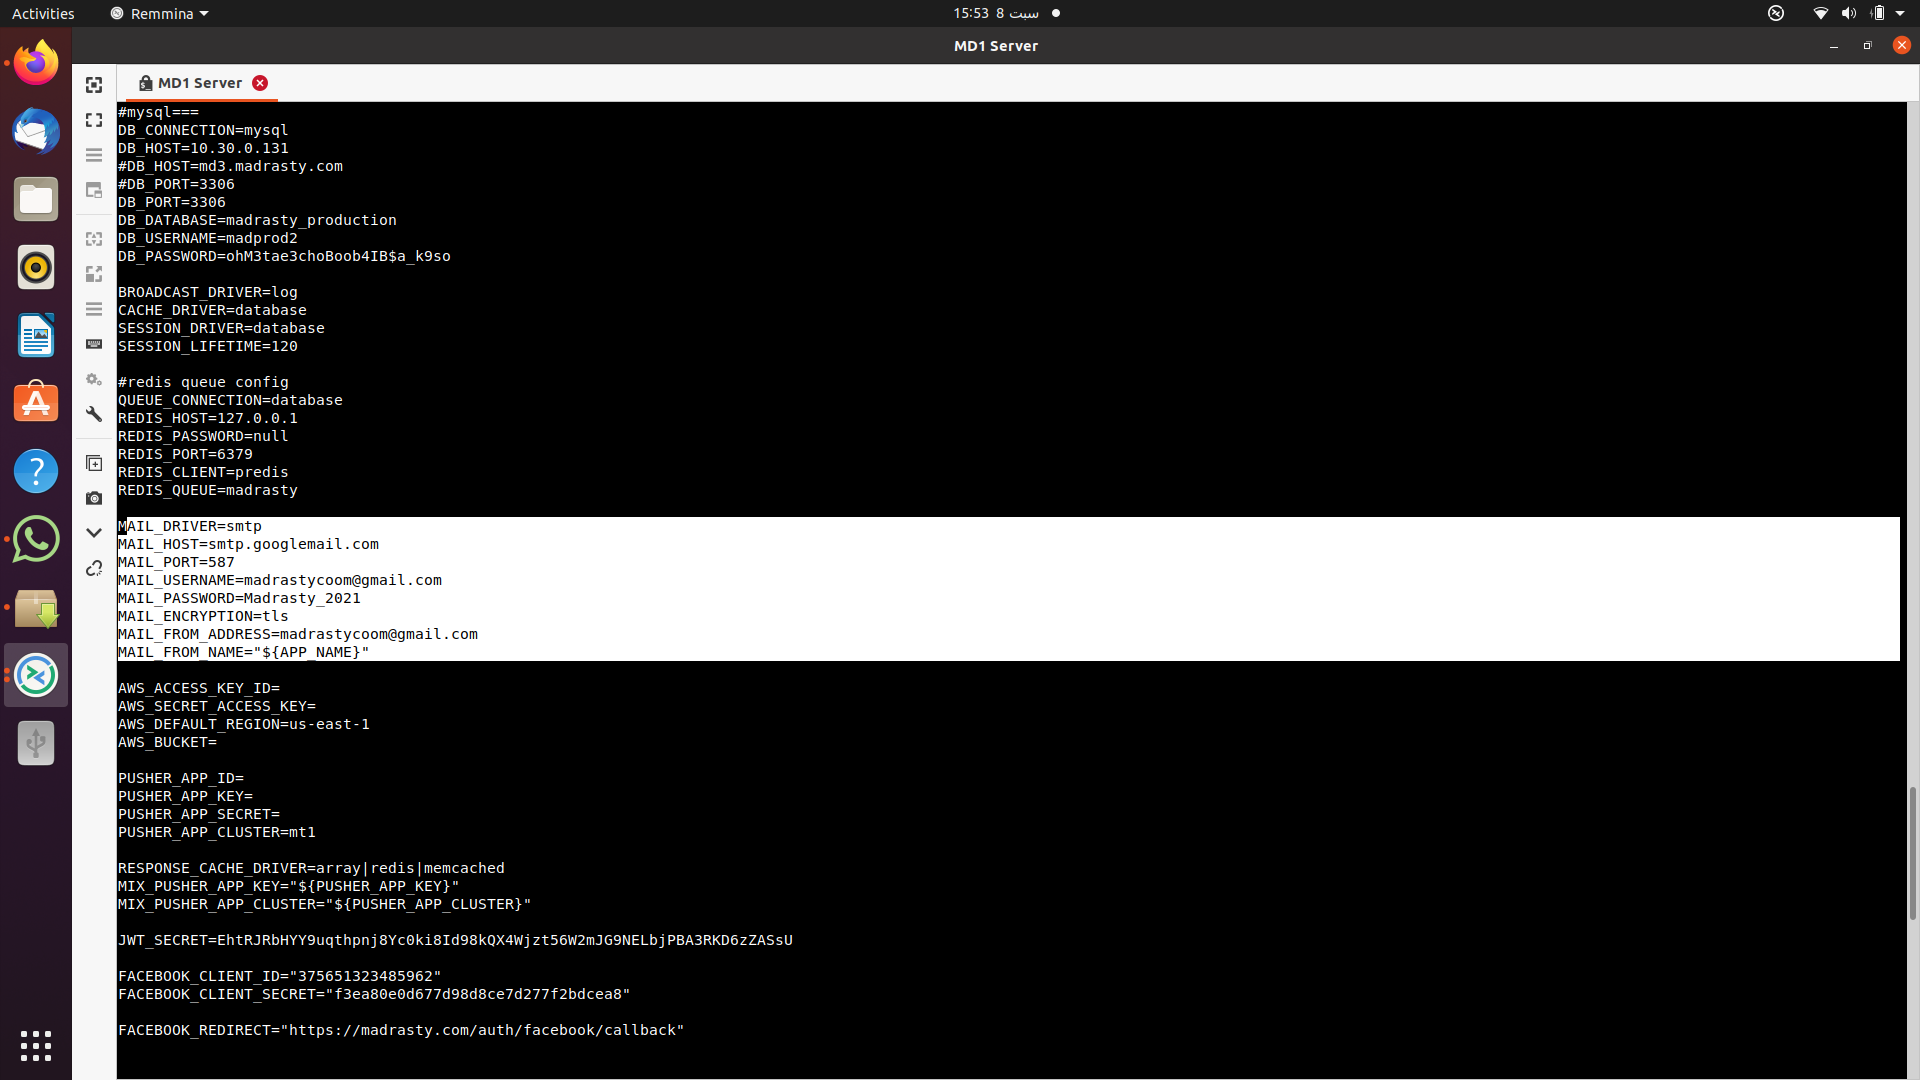 Activities
Remmina
15:53 8 سبت
MD1 Server
MD1 Server
#mysql===
DB_CONNECTION=mysql
DB_HOST=10.30.0.131
#DB_HOST=md3.madrasty.com
#DB_PORT=3306
DB_PORT=3306
DB_DATABASE=madrasty_production
DB_USERNAME=madprod2
DB_PASSWORD=ohM3tae3choBoob4IB$a_k9so
BROADCAST_DRIVER=log
CACHE_DRIVER=database
SESSION_DRIVER=database
SESSION_LIFETIME=120
#redis queue config
QUEUE_CONNECTION=database
REDIS_HOST=127.0.0.1
REDIS_PASSWORD=null
REDIS_PORT=6379
REDIS_CLIENT=predis
REDIS_QUEUE=madrasty
MAIL_DRIVER=smtp
MAIL_HOST=smtp.googlemail.com
MAIL_PORT=587
MAIL_USERNAME=madrastycoom@gmail.com
MAIL_PASSWORD=Madrasty_2021
MAIL_ENCRYPTION=tls
MAIL_FROM_ADDRESS=madrastycoom@gmail.com
MAIL_FROM_NAME="${APP_NAME}"
AWS_ACCESS_KEY_ID=
AWS_SECRET_ACCESS_KEY=
AWS_DEFAULT_REGION=us-east-1
AWS_BUCKET=
PUSHER_APP_ID=
PUSHER_APP_KEY=
PUSHER_APP_SECRET=
PUSHER_APP_CLUSTER=mt1
RESPONSE_CACHE_DRIVER=array|redis|memcached
MIX_PUSHER_APP_KEY="${PUSHER_APP_KEY}"
MIX_PUSHER_APP_CLUSTER="${PUSHER_APP_CLUSTER}"
JWT_SECRET=EhtRJRbHYY9uqthpnj8Yc0ki8Id98kQX4Wjzt56W2mJG9NELbjPBA3RKD6zZASsU
FACEBOOK_CLIENT_ID="375651323485962"
FACEBOOK_CLIENT_SECRET="f3ea80e0d677d98d8ce7d277f2bdcea8"
FACEBOOK_REDIRECT="https://madrasty.com/auth/facebook/callback"